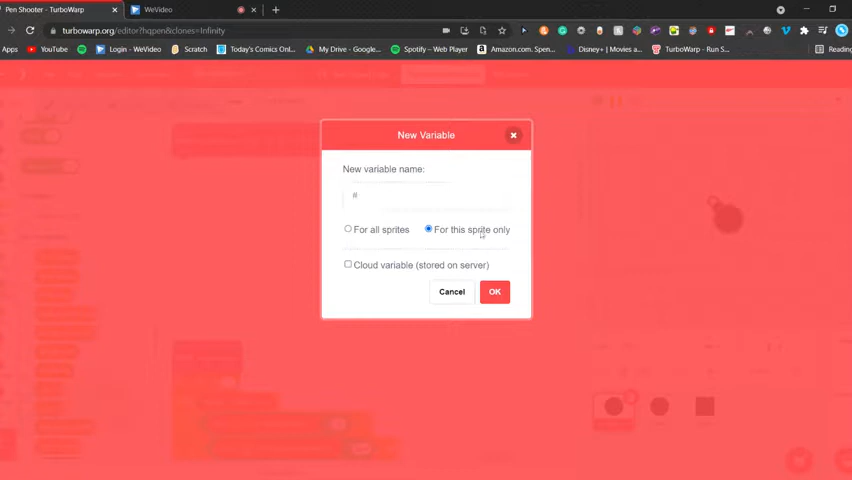 Pen Shooter - TurboWarp
WeVideo
turbowarp.org/editor?hqpen&clones=Infinity
Apps YouTube Login - WeVideo Scratch Today's Comics Onl... My Drive - Google... Spotify – Web Player Amazon.com. Spen... Disney+ | Movies a... TurboWarp - Run S... Reading
New Variable
New variable name:
#
For all sprites For this sprite only
Cloud variable (stored on server)
Cancel OK